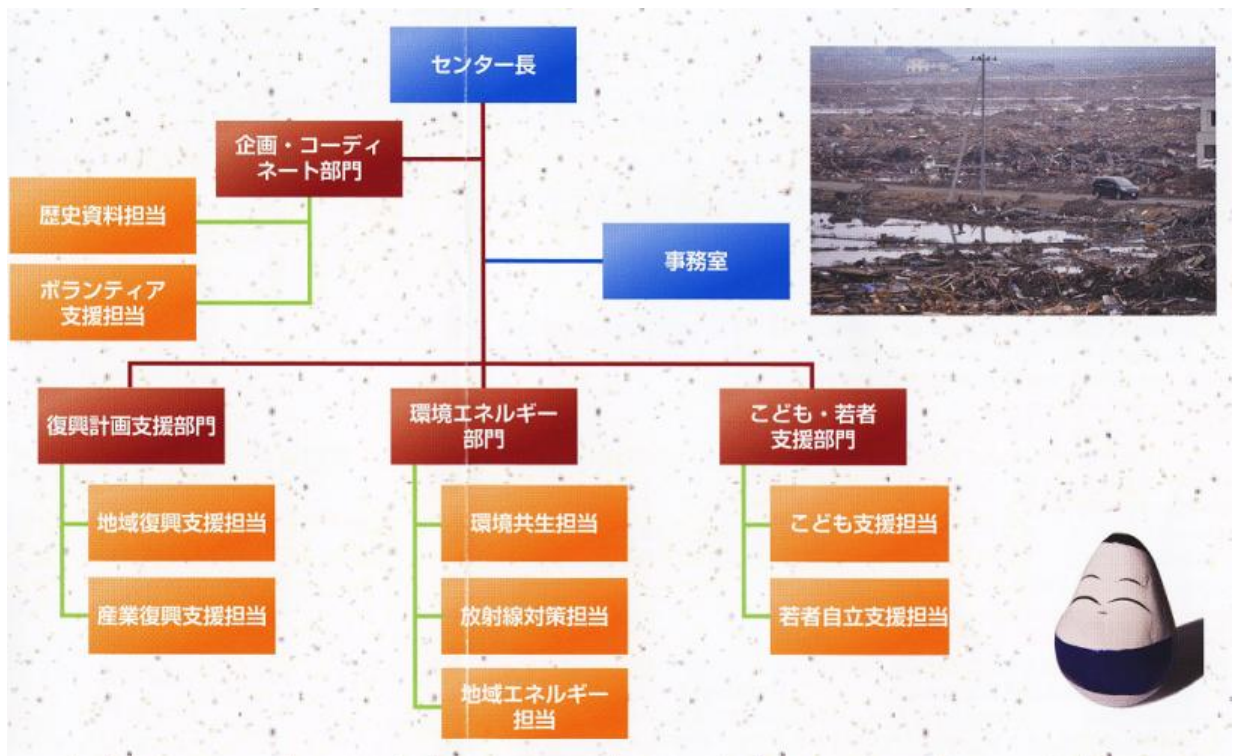 センター長
企画・コーディ
ネート部門
歴史資料担当
ボランティア
支援担当
事務室
復興計画支援部門
環境エネルギー
部門
こども・若者
支援部門
地域復興支援担当
環境共生担当
こども支援担当
産業復興支援担当
放射線対策担当
若者自立支援担当
地域エネルギー
担当